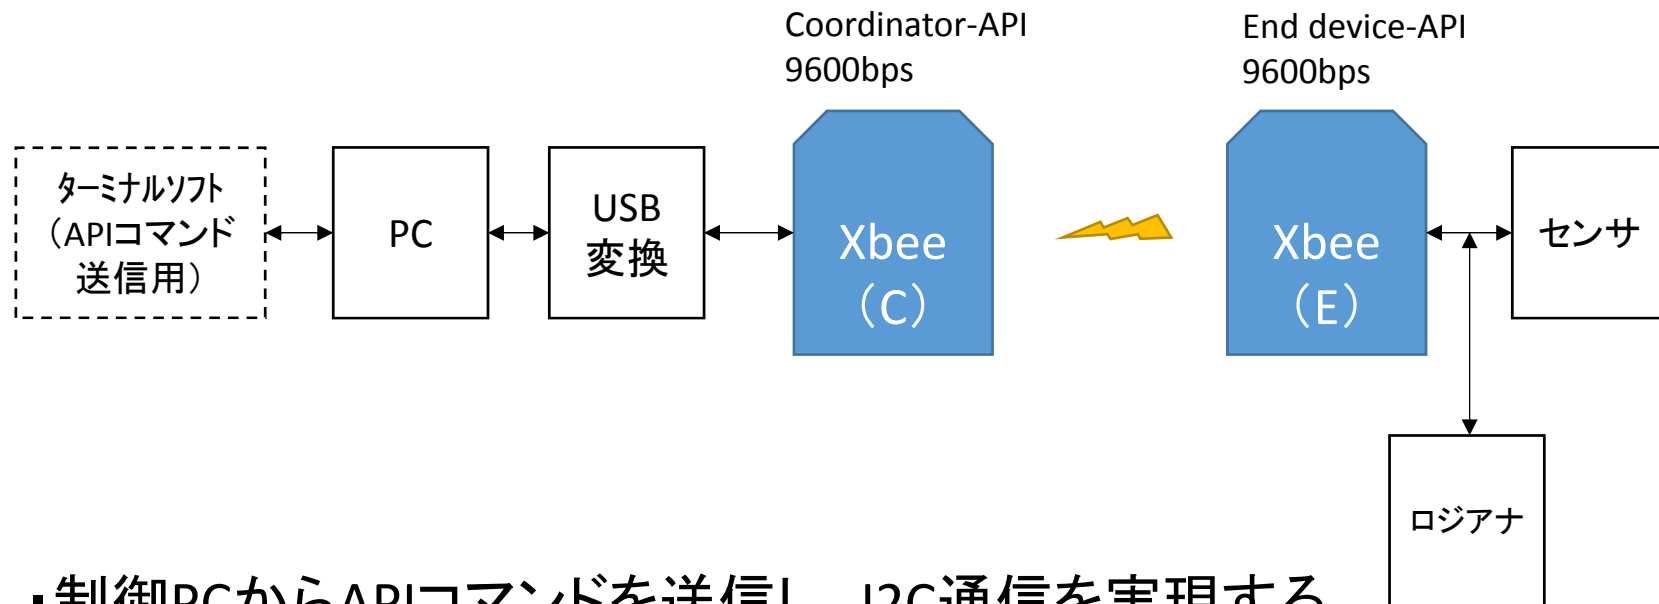 Coordinator-API
9600bps
End device-API
9600bps
ﾀｰﾐﾅﾙｿﾌﾄ
（APIコマンド
送信用）
PC
USB
変換
Xbee
（C）
Xbee
（E）
センサ
ロジアナ
・制御PCからAPIコマンドを送信し、I2C通信を実現する